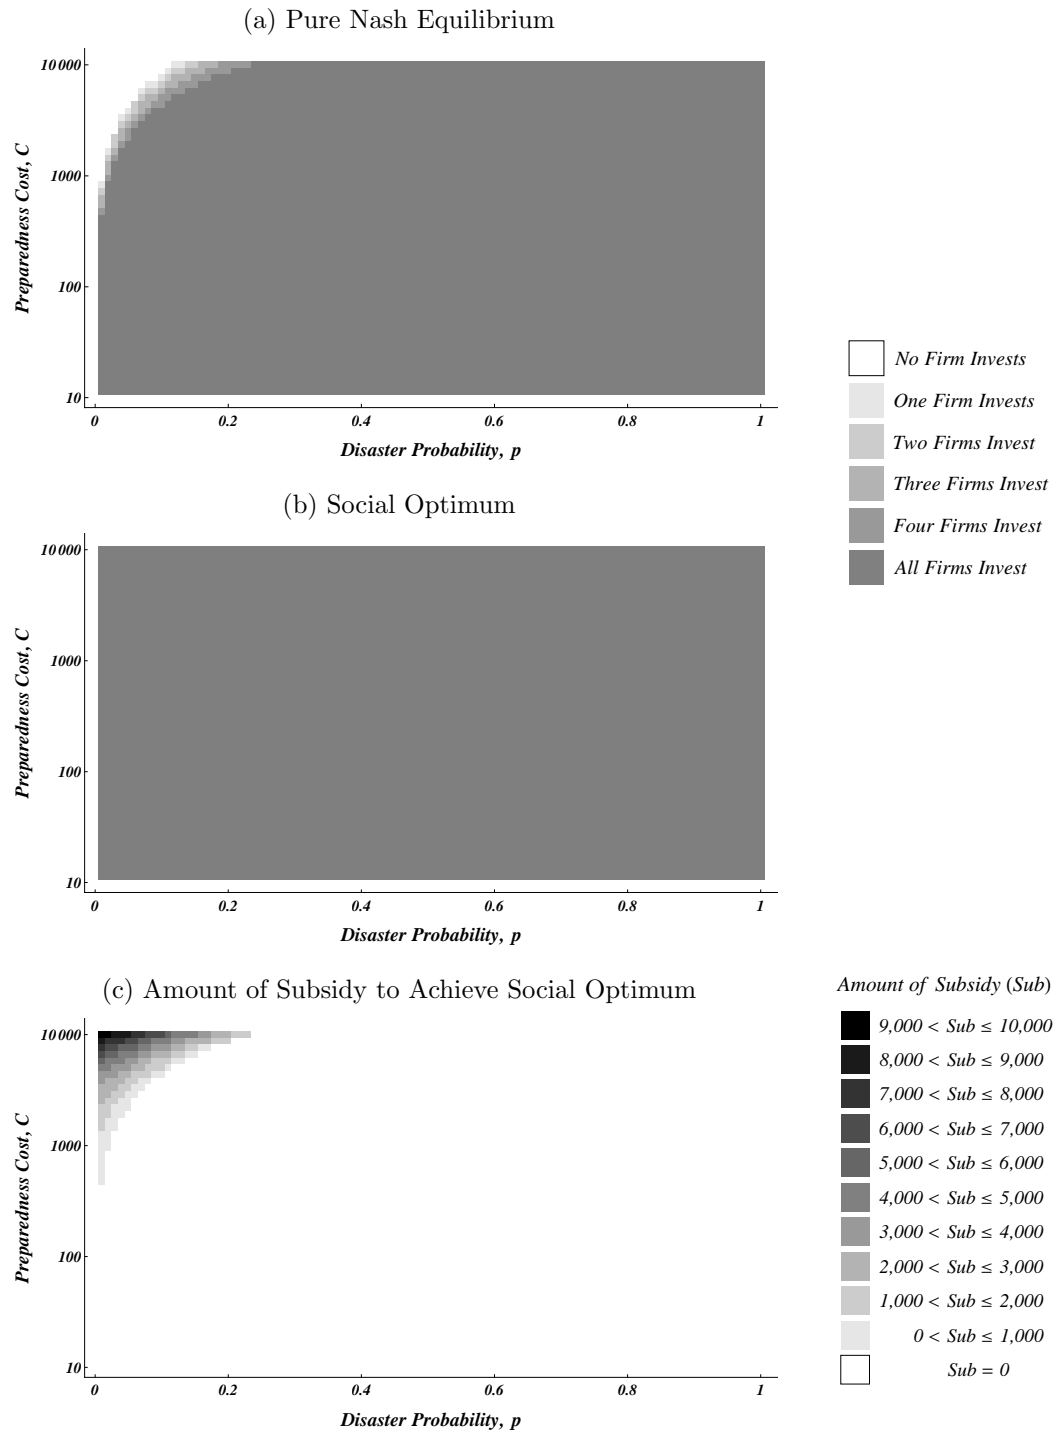 (a) Pure Nash Equilibrium
10 000
1000
100
10
Preparedness Cost, C
0 0.2 0.4 0.6 0.8 1
Disaster Probability, p
No Firm Invests
One Firm Invests
Two Firms Invest
Three Firms Invest
Four Firms Invest
All Firms Invest
(b) Social Optimum
10 000
1000
100
10
Preparedness Cost, C
0 0.2 0.4 0.6 0.8 1
Disaster Probability, p
(c) Amount of Subsidy to Achieve Social Optimum
10 000
1000
100
10
Preparedness Cost, C
0 0.2 0.4 0.6 0.8 1
Disaster Probability, p
Amount of Subsidy (Sub)
9,000 < Sub ≤ 10,000
8,000 < Sub ≤ 9,000
7,000 < Sub ≤ 8,000
6,000 < Sub ≤ 7,000
5,000 < Sub ≤ 6,000
4,000 < Sub ≤ 5,000
3,000 < Sub ≤ 4,000
2,000 < Sub ≤ 3,000
1,000 < Sub ≤ 2,000
0 < Sub ≤ 1,000
Sub = 0